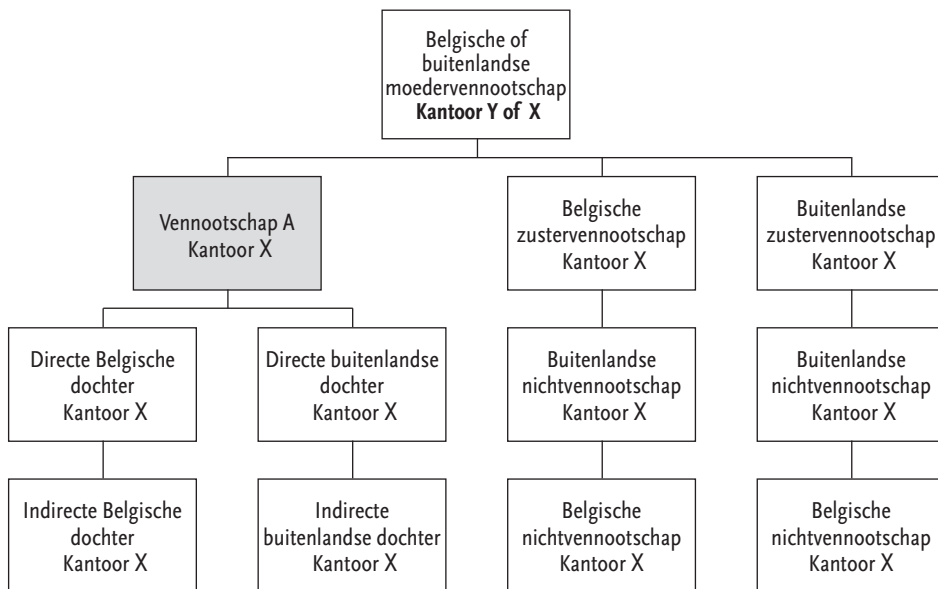 Belgische of
buitenlandse
moedervennootschap
Kantoor Y of X
Vennootschap A
Kantoor X
Belgische
zustervennootschap
Kantoor X
Buitenlandse
zustervennootschap
Kantoor X
Directe Belgische
dochter
Kantoor X
Directe buitenlandse
dochter
Kantoor X
Buitenlandse
nichtvennootschap
Kantoor X
Buitenlandse
nichtvennootschap
Kantoor X
Indirecte Belgische
dochter
Kantoor X
Indirecte
buitenlandse dochter
Kantoor X
Belgische
nichtvennootschap
Kantoor X
Belgische
nichtvennootschap
Kantoor X